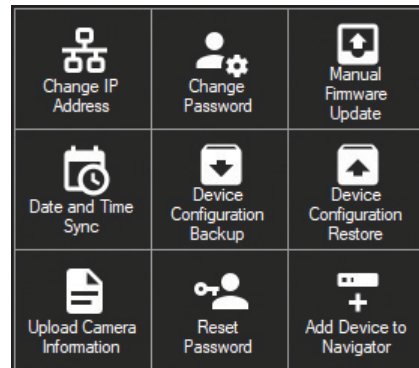 Change IP
Address
Change
Password
Manual
Firmware
Update
Date and Time
Sync
Device
Configuration
Backup
Device
Configuration
Restore
Upload Camera
Information
Reset
Password
Add Device to
Navigator